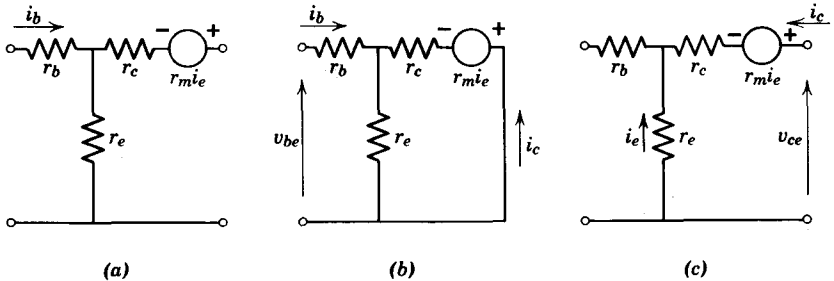 i_b i_b i_c
− + − + − +
r_b r_c r_b r_c r_b r_c
r_m i_e r_m i_e r_m i_e
r_e v_be r_e i_c i_e r_e v_ce
(a) (b) (c)